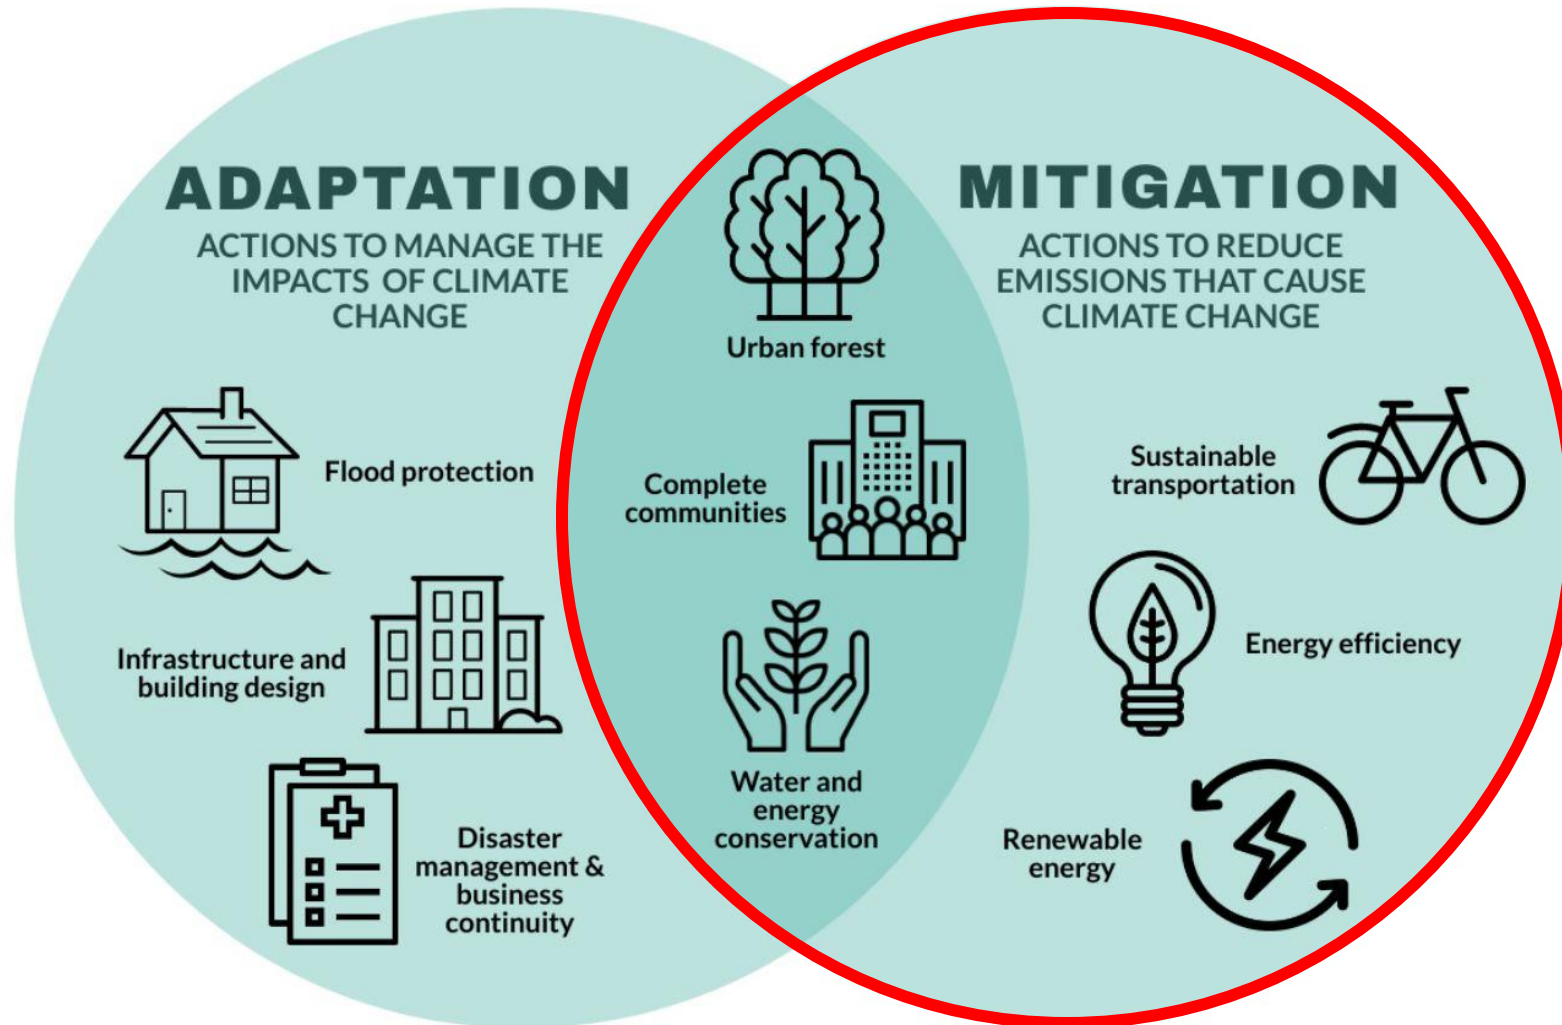 ADAPTATION
ACTIONS TO MANAGE THE
IMPACTS OF CLIMATE
CHANGE
Flood protection
Infrastructure and
building design
Disaster
management &
business
continuity
Urban forest
Complete
communities
Water and
energy
conservation
MITIGATION
ACTIONS TO REDUCE
EMISSIONS THAT CAUSE
CLIMATE CHANGE
Sustainable
transportation
Energy efficiency
Renewable
energy